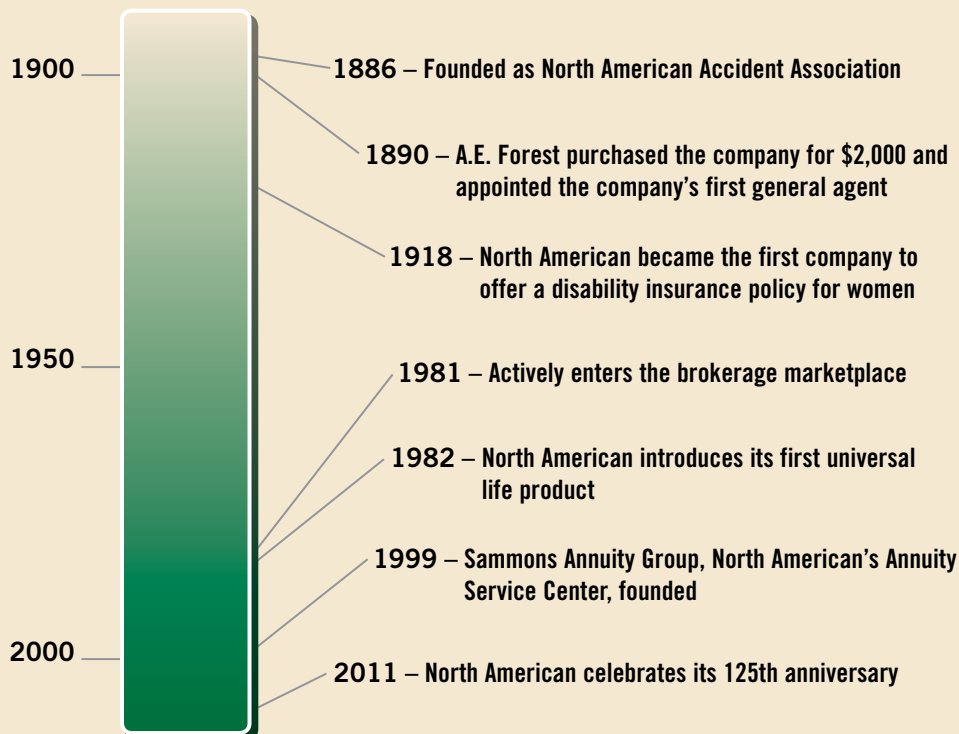 1900
1886 – Founded as North American Accident Association
1890 – A.E. Forest purchased the company for $2,000 and
appointed the company’s first general agent
1918 – North American became the first company to
offer a disability insurance policy for women
1950
1981 – Actively enters the brokerage marketplace
1982 – North American introduces its first universal
life product
1999 – Sammons Annuity Group, North American’s Annuity
Service Center, founded
2000
2011 – North American celebrates its 125th anniversary